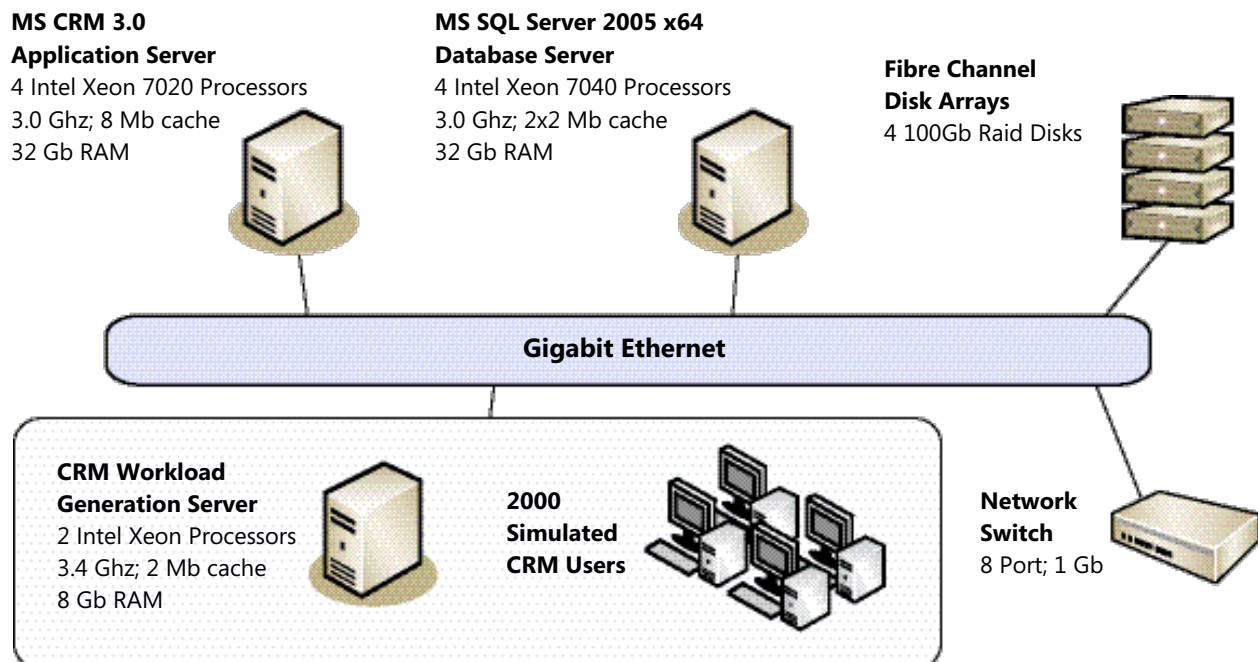 MS CRM 3.0
Application Server
4 Intel Xeon 7020 Processors
3.0 Ghz; 8 Mb cache
32 Gb RAM
MS SQL Server 2005 x64
Database Server
4 Intel Xeon 7040 Processors
3.0 Ghz; 2x2 Mb cache
32 Gb RAM
Fibre Channel
Disk Arrays
4 100Gb Raid Disks
Gigabit Ethernet
CRM Workload
Generation Server
2 Intel Xeon Processors
3.4 Ghz; 2 Mb cache
8 Gb RAM
2000
Simulated
CRM Users
Network
Switch
8 Port; 1 Gb